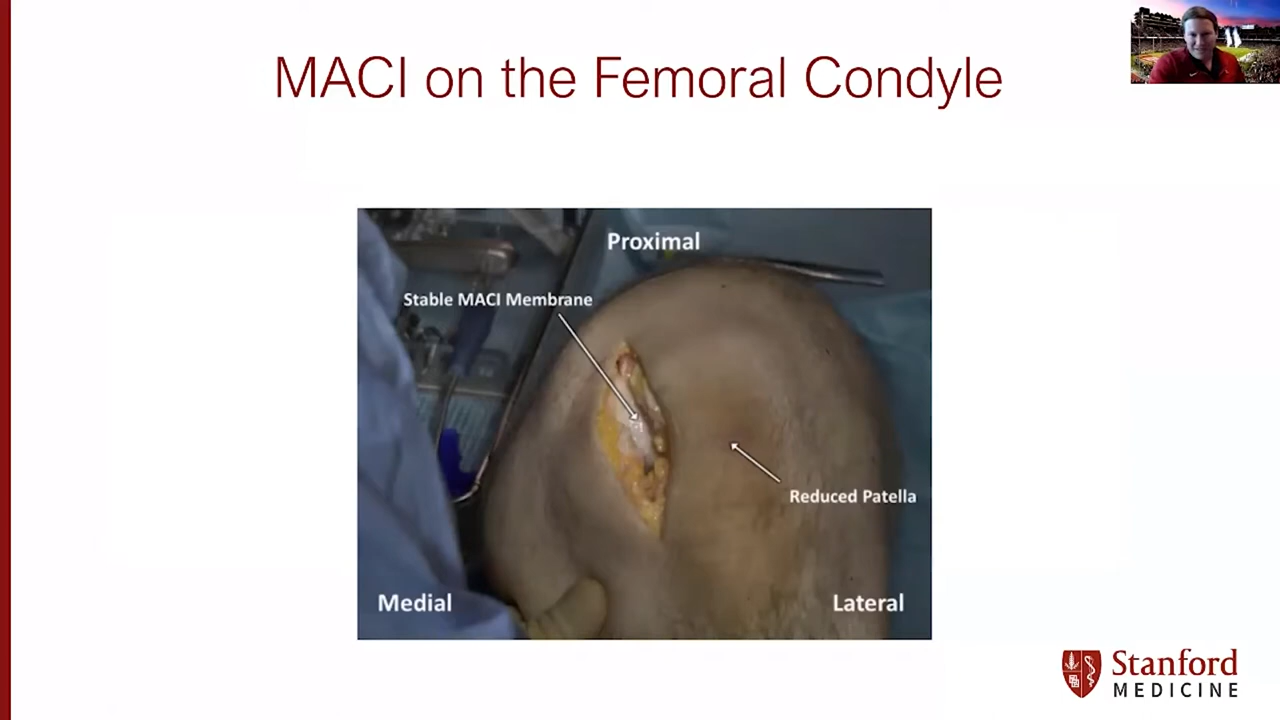 MACI on the Femoral Condyle
Proximal
Stable MACI Membrane
Reduced Patella
Medial
Lateral
Stanford
MEDICINE